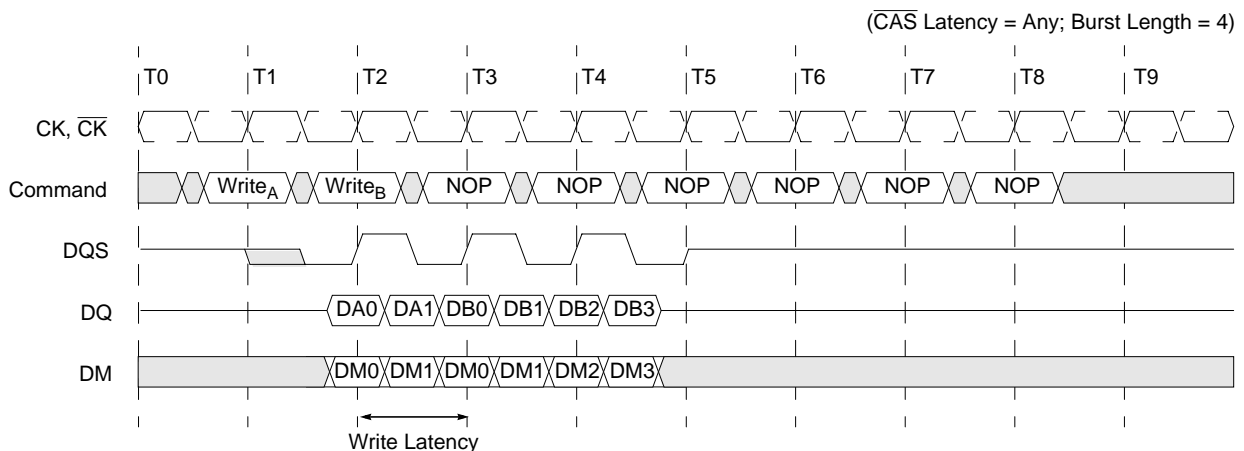 (CAS Latency = Any; Burst Length = 4)
T0 T1 T2 T3 T4 T5 T6 T7 T8 T9
CK, CK
Command WriteA WriteB NOP NOP NOP NOP NOP NOP
DQS
DQ DA0 DA1 DB0 DB1 DB2 DB3
DM DM0 DM1 DM0 DM1 DM2 DM3
Write Latency